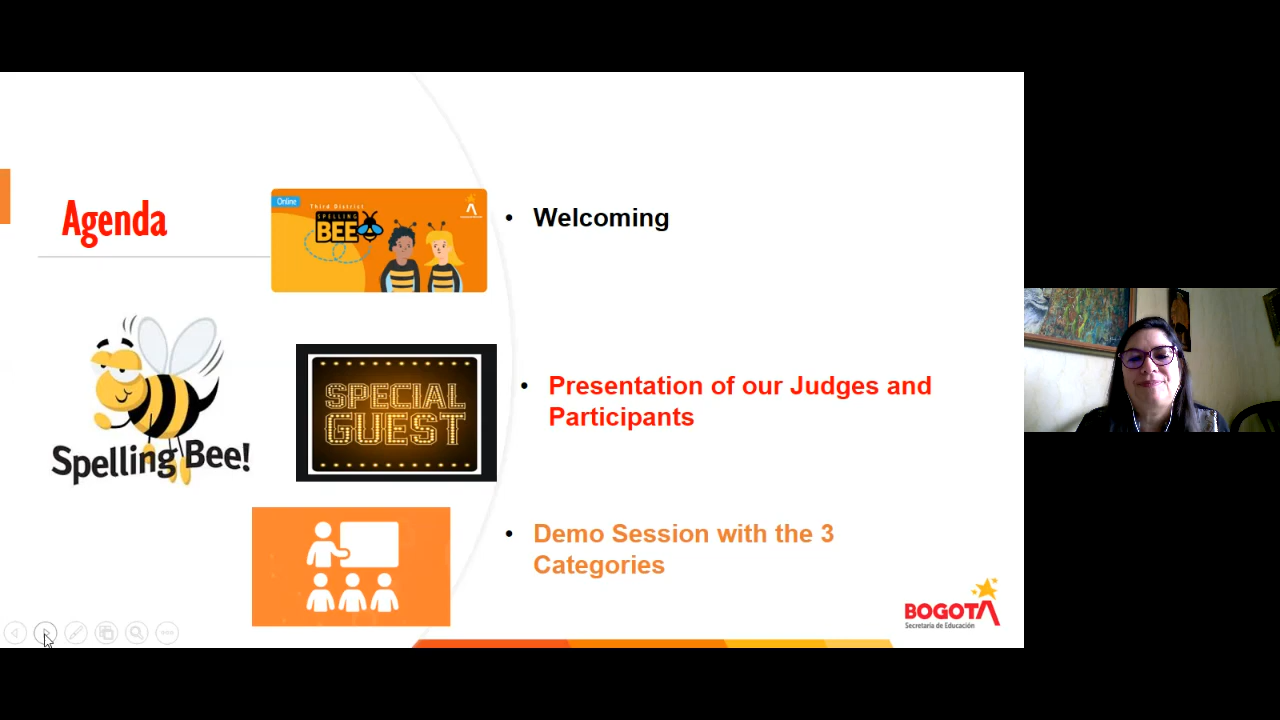 Agenda
Online
Third District
SPELLING
BEE
• Welcoming
Spelling Bee!
SPECIAL
GUEST
• Presentation of our Judges and
Participants
• Demo Session with the 3
Categories
BOGOTA
Secretaría de Educación